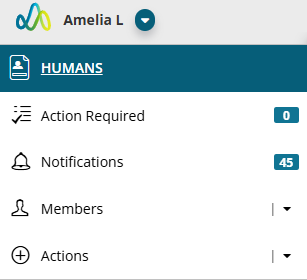 Amelia L
HUMANS
Action Required 0
Notifications 45
Members |
Actions |